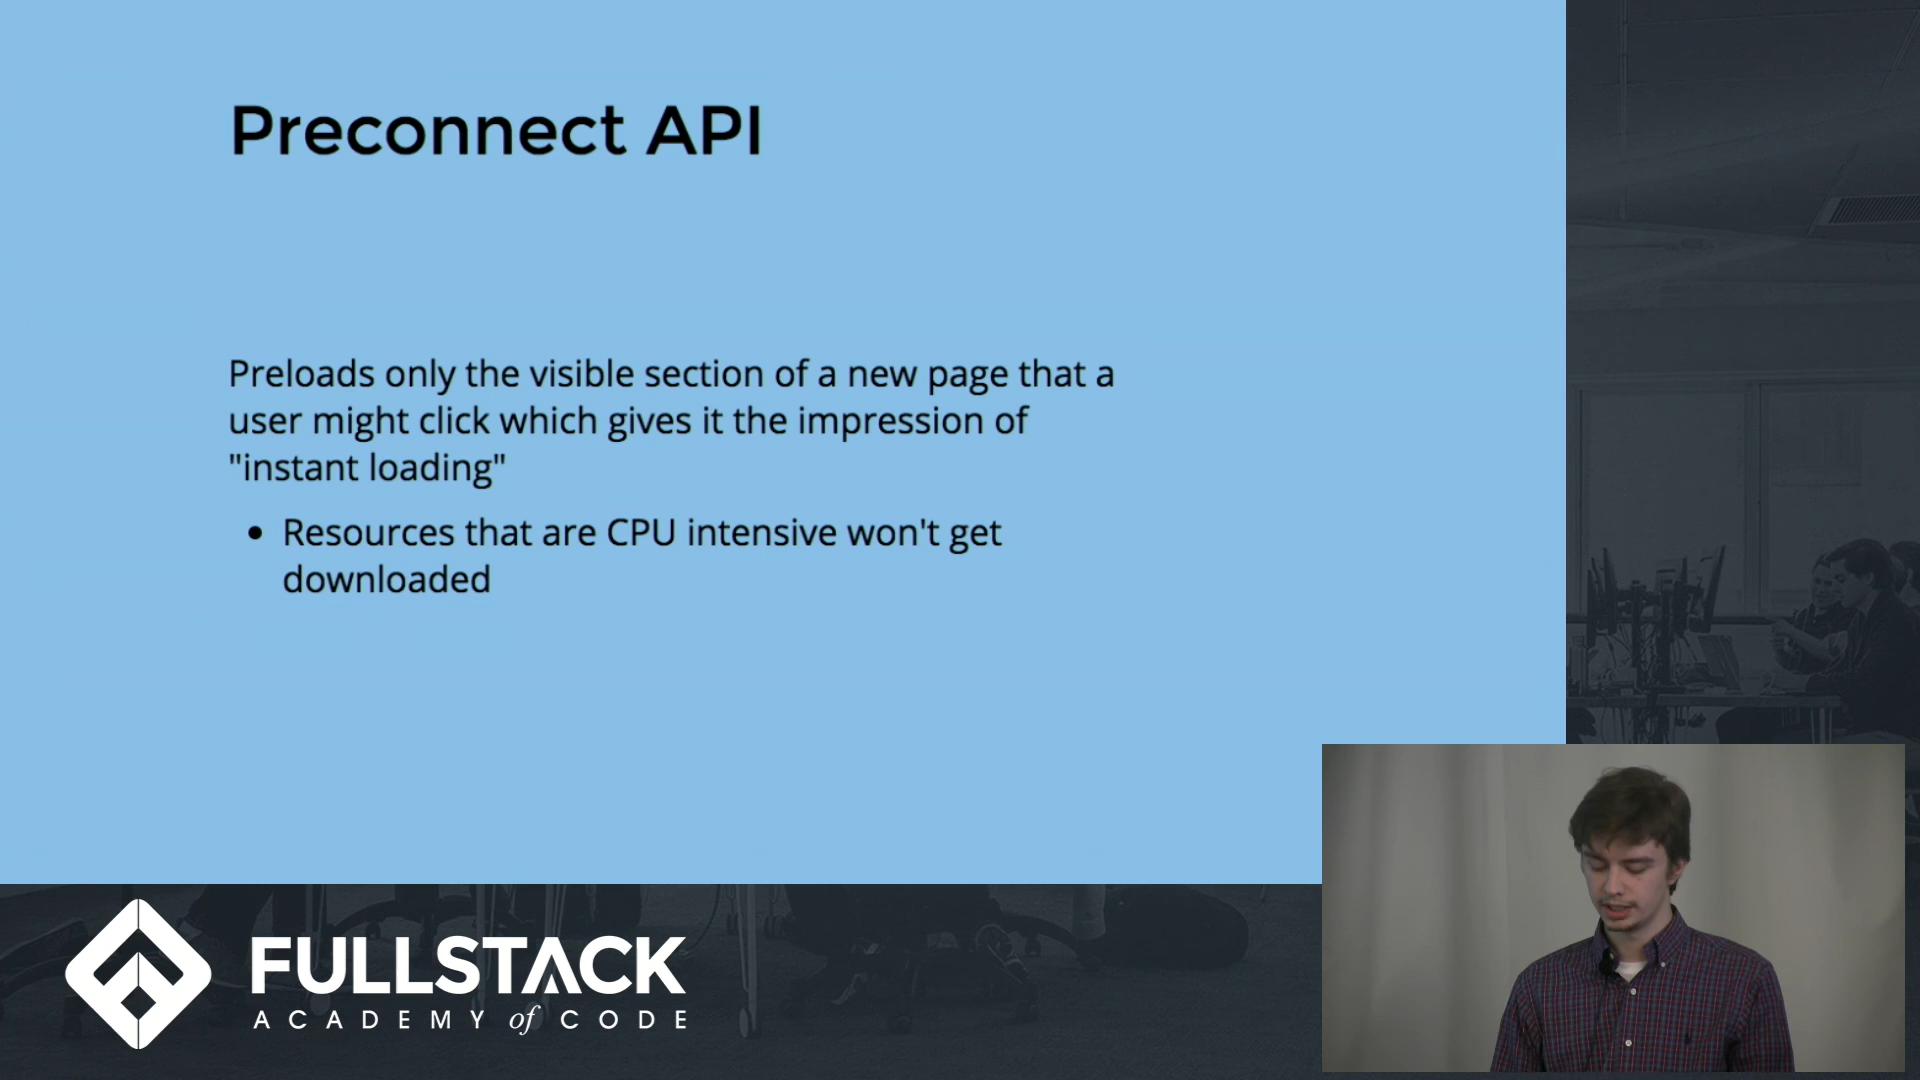 Preconnect API
Preloads only the visible section of a new page that a
user might click which gives it the impression of
"instant loading"
• Resources that are CPU intensive won't get
downloaded
FULLSTACK
ACADEMY of CODE